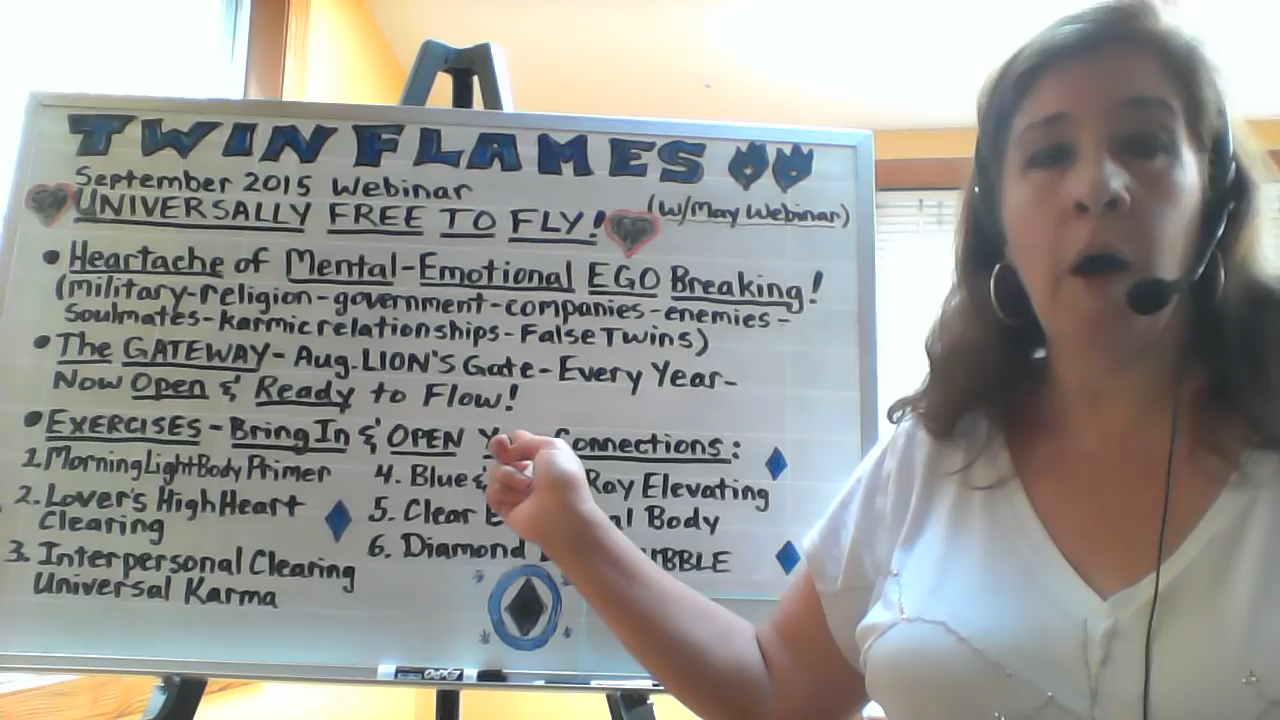 TWIN FLAMES
September 2015 Webinar
UNIVERSALLY FREE TO FLY! (w/May Webinar)
• Heartache of Mental-Emotional EGO Breaking!
(military-religion-government-companies-enemies-
Soulmates-karmic relationships-False Twins)
• The GATEWAY-Aug. LION'S Gate-Every Year-
Now Open & Ready to Flow!
• EXERCISES-Bring In & OPEN Connections:
1. Morning Light Body Primer
2. Lover's High Heart
Clearing
3. Interpersonal Clearing
Universal Karma
4. Blue & Ray Elevating
5. Clear Body
6. Diamond